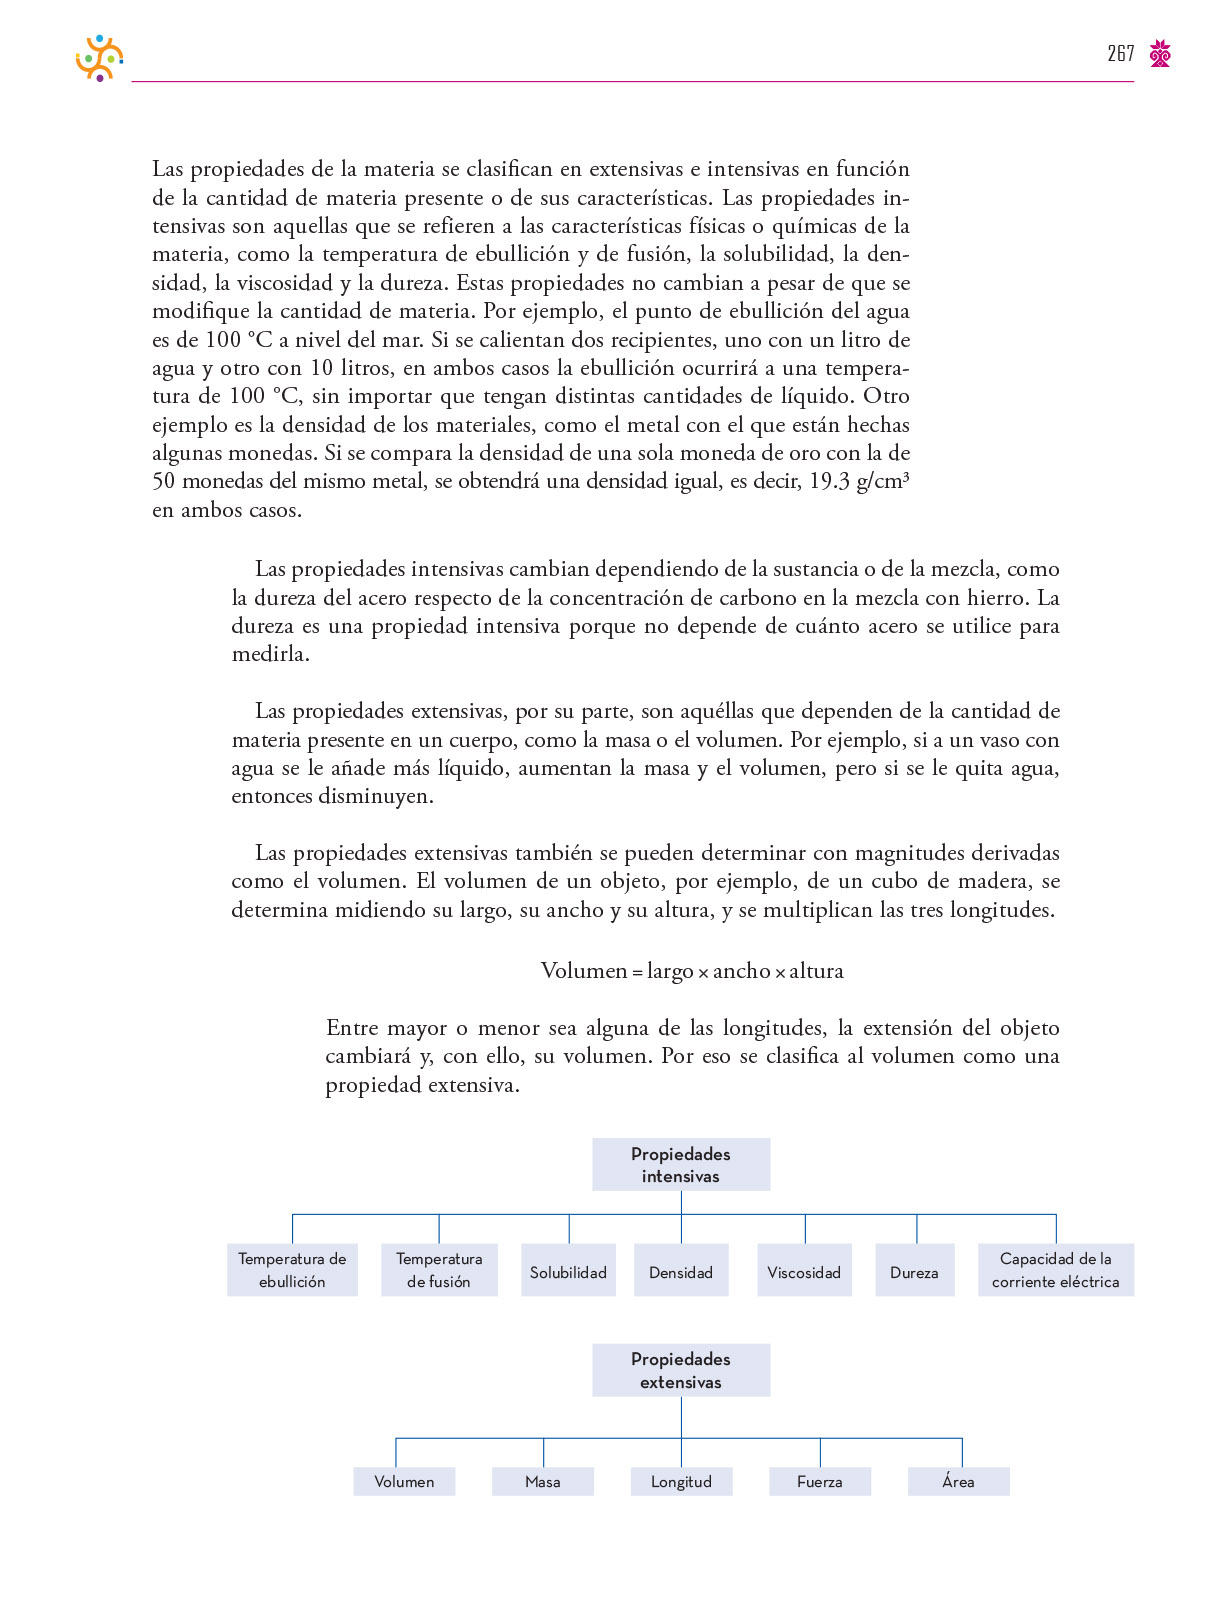 267
Las propiedades de la materia se clasifican en extensivas e intensivas en función
de la cantidad de materia presente o de sus características. Las propiedades in-
tensivas son aquellas que se refieren a las características físicas o químicas de la
materia, como la temperatura de ebullición y de fusión, la solubilidad, la den-
sidad, la viscosidad y la dureza. Estas propiedades no cambian a pesar de que se
modifique la cantidad de materia. Por ejemplo, el punto de ebullición del agua
es de 100 °C a nivel del mar. Si se calientan dos recipientes, uno con un litro de
agua y otro con 10 litros, en ambos casos la ebullición ocurrirá a una tempera-
tura de 100 °C, sin importar que tengan distintas cantidades de líquido. Otro
ejemplo es la densidad de los materiales, como el metal con el que están hechas
algunas monedas. Si se compara la densidad de una sola moneda de oro con la de
50 monedas del mismo metal, se obtendrá una densidad igual, es decir, 19.3 g/cm³
en ambos casos.
Las propiedades intensivas cambian dependiendo de la sustancia o de la mezcla, como
la dureza del acero respecto de la concentración de carbono en la mezcla con hierro. La
dureza es una propiedad intensiva porque no depende de cuánto acero se utilice para
medirla.
Las propiedades extensivas, por su parte, son aquéllas que dependen de la cantidad de
materia presente en un cuerpo, como la masa o el volumen. Por ejemplo, si a un vaso con
agua se le añade más líquido, aumentan la masa y el volumen, pero si se le quita agua,
entonces disminuyen.
Las propiedades extensivas también se pueden determinar con magnitudes derivadas
como el volumen. El volumen de un objeto, por ejemplo, de un cubo de madera, se
determina midiendo su largo, su ancho y su altura, y se multiplican las tres longitudes.
Volumen = largo × ancho × altura
Entre mayor o menor sea alguna de las longitudes, la extensión del objeto
cambiará y, con ello, su volumen. Por eso se clasifica al volumen como una
propiedad extensiva.
Propiedades
intensivas
Temperatura de
ebullición
Temperatura
de fusión
Solubilidad
Densidad
Viscosidad
Dureza
Capacidad de la
corriente eléctrica
Propiedades
extensivas
Volumen
Masa
Longitud
Fuerza
Área